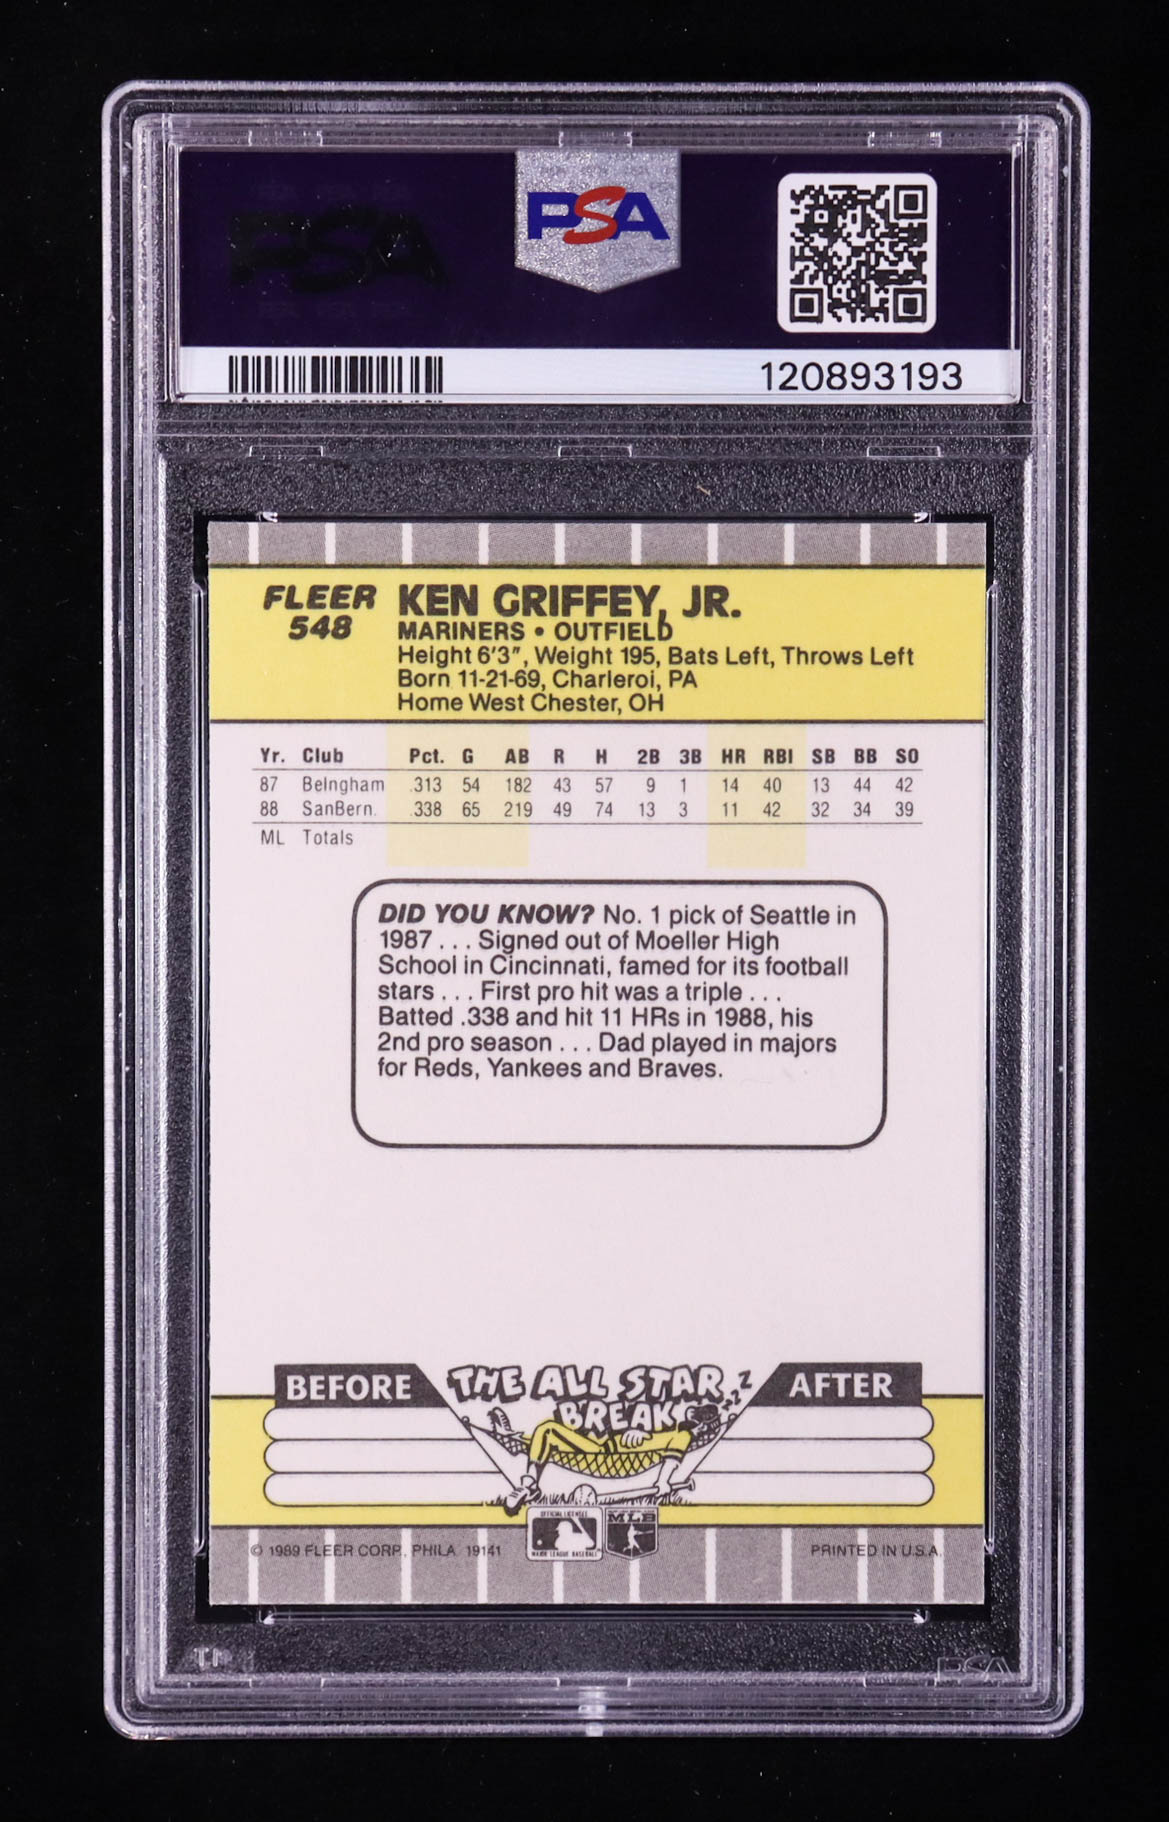 PSA
PSA
120893193
FLEER
548
KEN GRIFFEY, JR.
MARINERS • OUTFIELD
Height 6'3", Weight 195, Bats Left, Throws Left
Born 11-21-69, Charleroi, PA
Home West Chester, OH
Yr. Club Pct. G AB R H 2B 3B HR RBI SB BB SO
87 Belngham .313 54 182 43 57 9 1 14 40 13 44 42
88 SanBern. .338 65 219 49 74 13 3 11 42 32 34 39
ML Totals
DID YOU KNOW? No. 1 pick of Seattle in
1987 . . . Signed out of Moeller High
School in Cincinnati, famed for its football
stars . . . First pro hit was a triple . . .
Batted .338 and hit 11 HRs in 1988, his
2nd pro season . . . Dad played in majors
for Reds, Yankees and Braves.
BEFORE
THE ALL STAR
BREAK
zzZ
AFTER
OFFICIAL LICENSEE
MAJOR LEAGUE BASEBALL
MLB
© 1989 FLEER CORP. PHILA. 19141
PRINTED IN U.S.A.
PSA